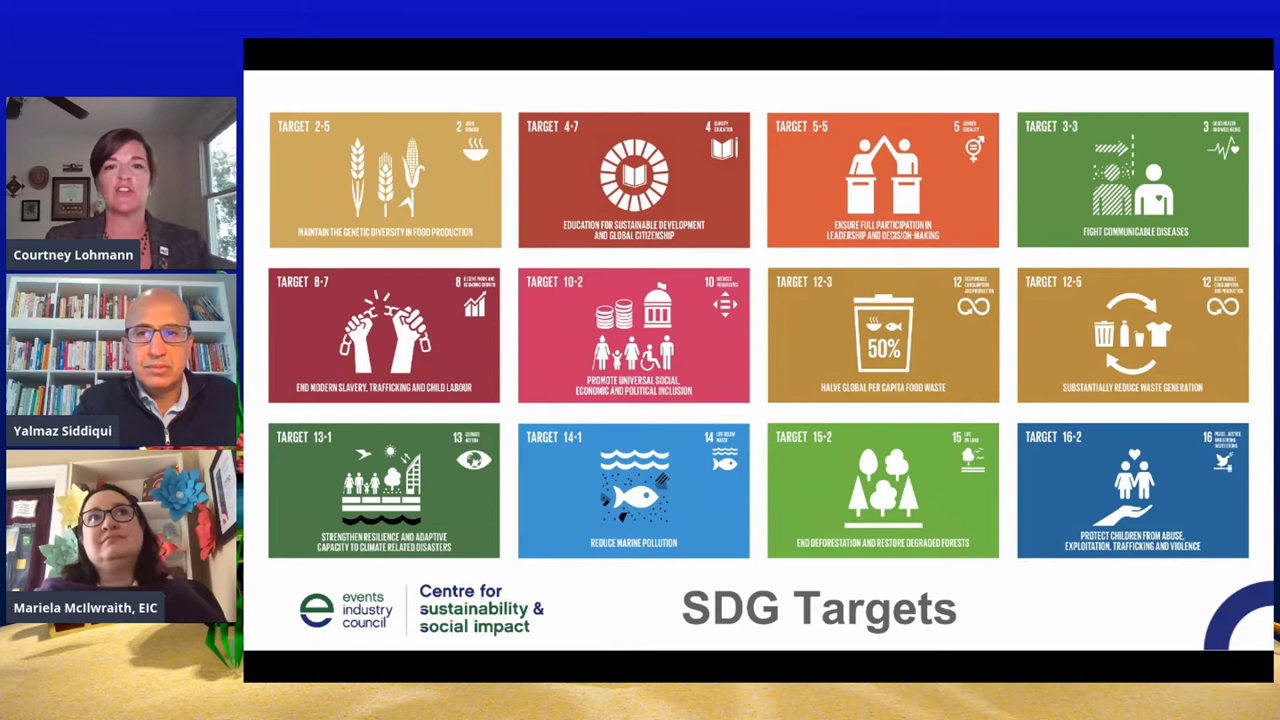 Courtney Lohmann
Yalmaz Siddiqui
Mariela McIlwraith, EIC
TARGET 2·5
2 ZERO
HUNGER
MAINTAIN THE GENETIC DIVERSITY IN FOOD PRODUCTION
TARGET 4·7
4 QUALITY
EDUCATION
EDUCATION FOR SUSTAINABLE DEVELOPMENT
AND GLOBAL CITIZENSHIP
TARGET 5·5
5 GENDER
EQUALITY
ENSURE FULL PARTICIPATION IN
LEADERSHIP AND DECISION-MAKING
TARGET 3·3
3 GOOD HEALTH
AND WELL-BEING
FIGHT COMMUNICABLE DISEASES
TARGET 8·7
8 DECENT WORK AND
ECONOMIC GROWTH
END MODERN SLAVERY, TRAFFICKING AND CHILD LABOUR
TARGET 10·2
10 REDUCED
INEQUALITIES
PROMOTE UNIVERSAL SOCIAL,
ECONOMIC AND POLITICAL INCLUSION
TARGET 12·3
12 RESPONSIBLE
CONSUMPTION
AND PRODUCTION
50%
HALVE GLOBAL PER CAPITA FOOD WASTE
TARGET 12·5
12 RESPONSIBLE
CONSUMPTION
AND PRODUCTION
SUBSTANTIALLY REDUCE WASTE GENERATION
TARGET 13·1
13 CLIMATE
ACTION
STRENGTHEN RESILIENCE AND ADAPTIVE
CAPACITY TO CLIMATE RELATED DISASTERS
TARGET 14·1
14 LIFE BELOW
WATER
REDUCE MARINE POLLUTION
TARGET 15·2
15 LIFE
ON LAND
END DEFORESTATION AND RESTORE DEGRADED FORESTS
TARGET 16·2
16 PEACE, JUSTICE
AND STRONG
INSTITUTIONS
PROTECT CHILDREN FROM ABUSE,
EXPLOITATION, TRAFFICKING AND VIOLENCE
e events
industry
council
Centre for
sustainability &
social impact
SDG Targets